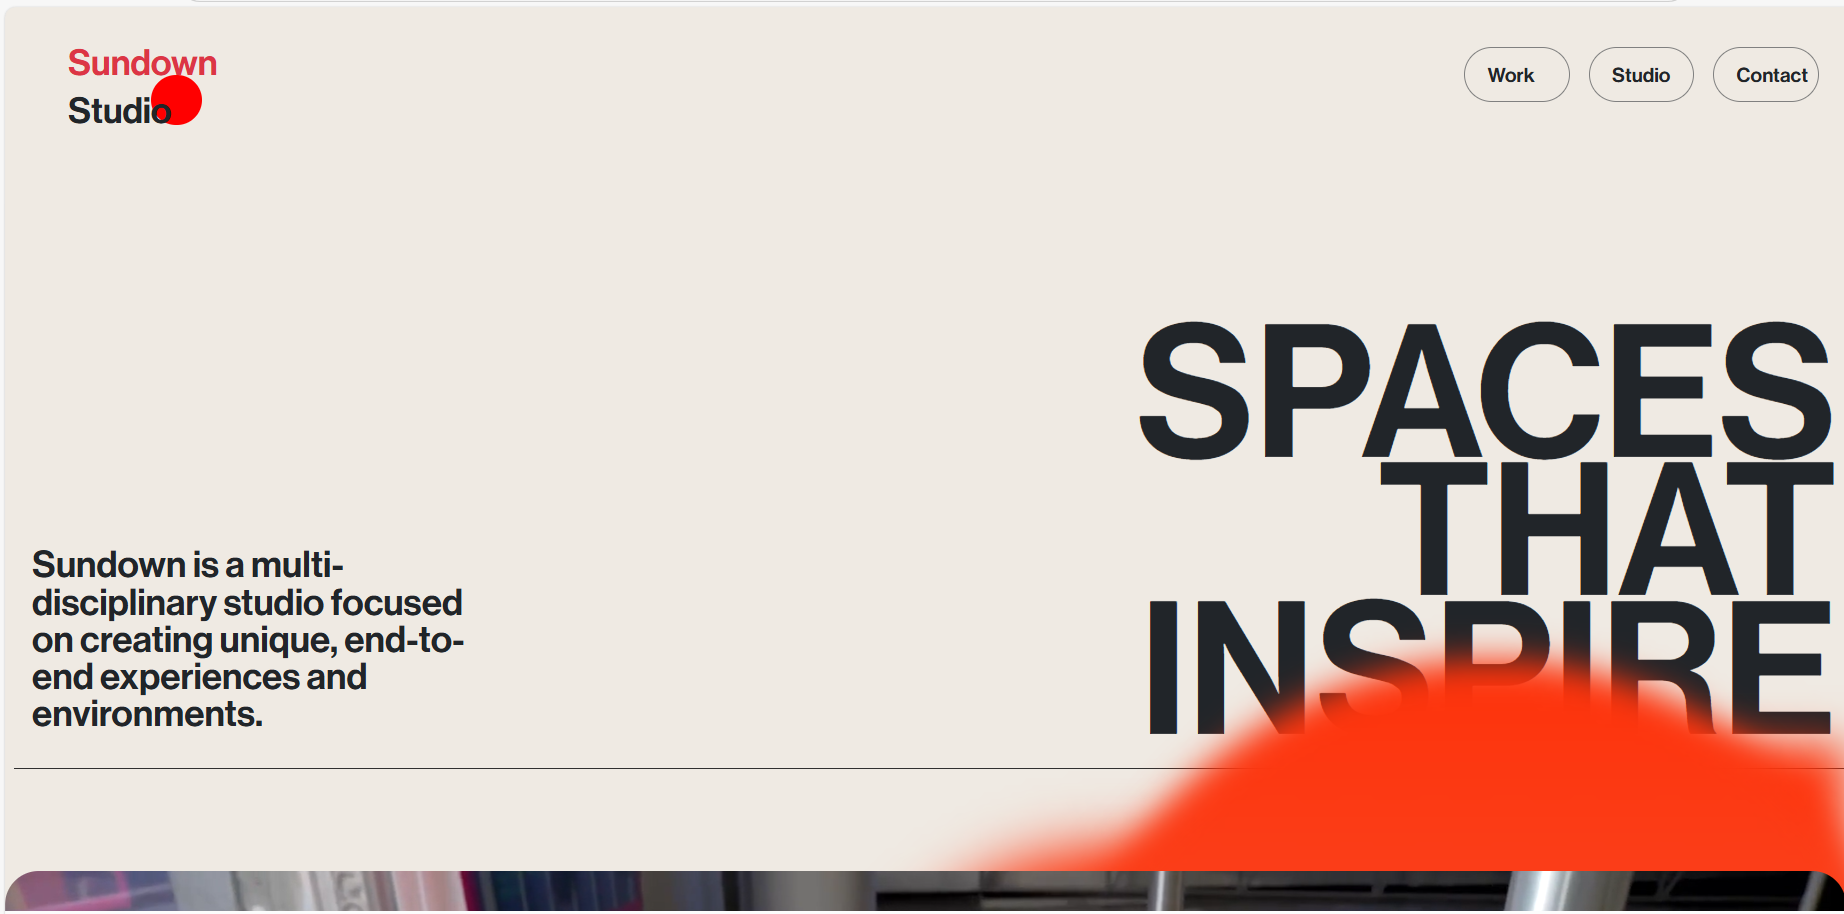 Sundown
Studio
Work
Studio
Contact
SPACES
THAT
INSPIRE
Sundown is a multi-
disciplinary studio focused
on creating unique, end-to-
end experiences and
environments.